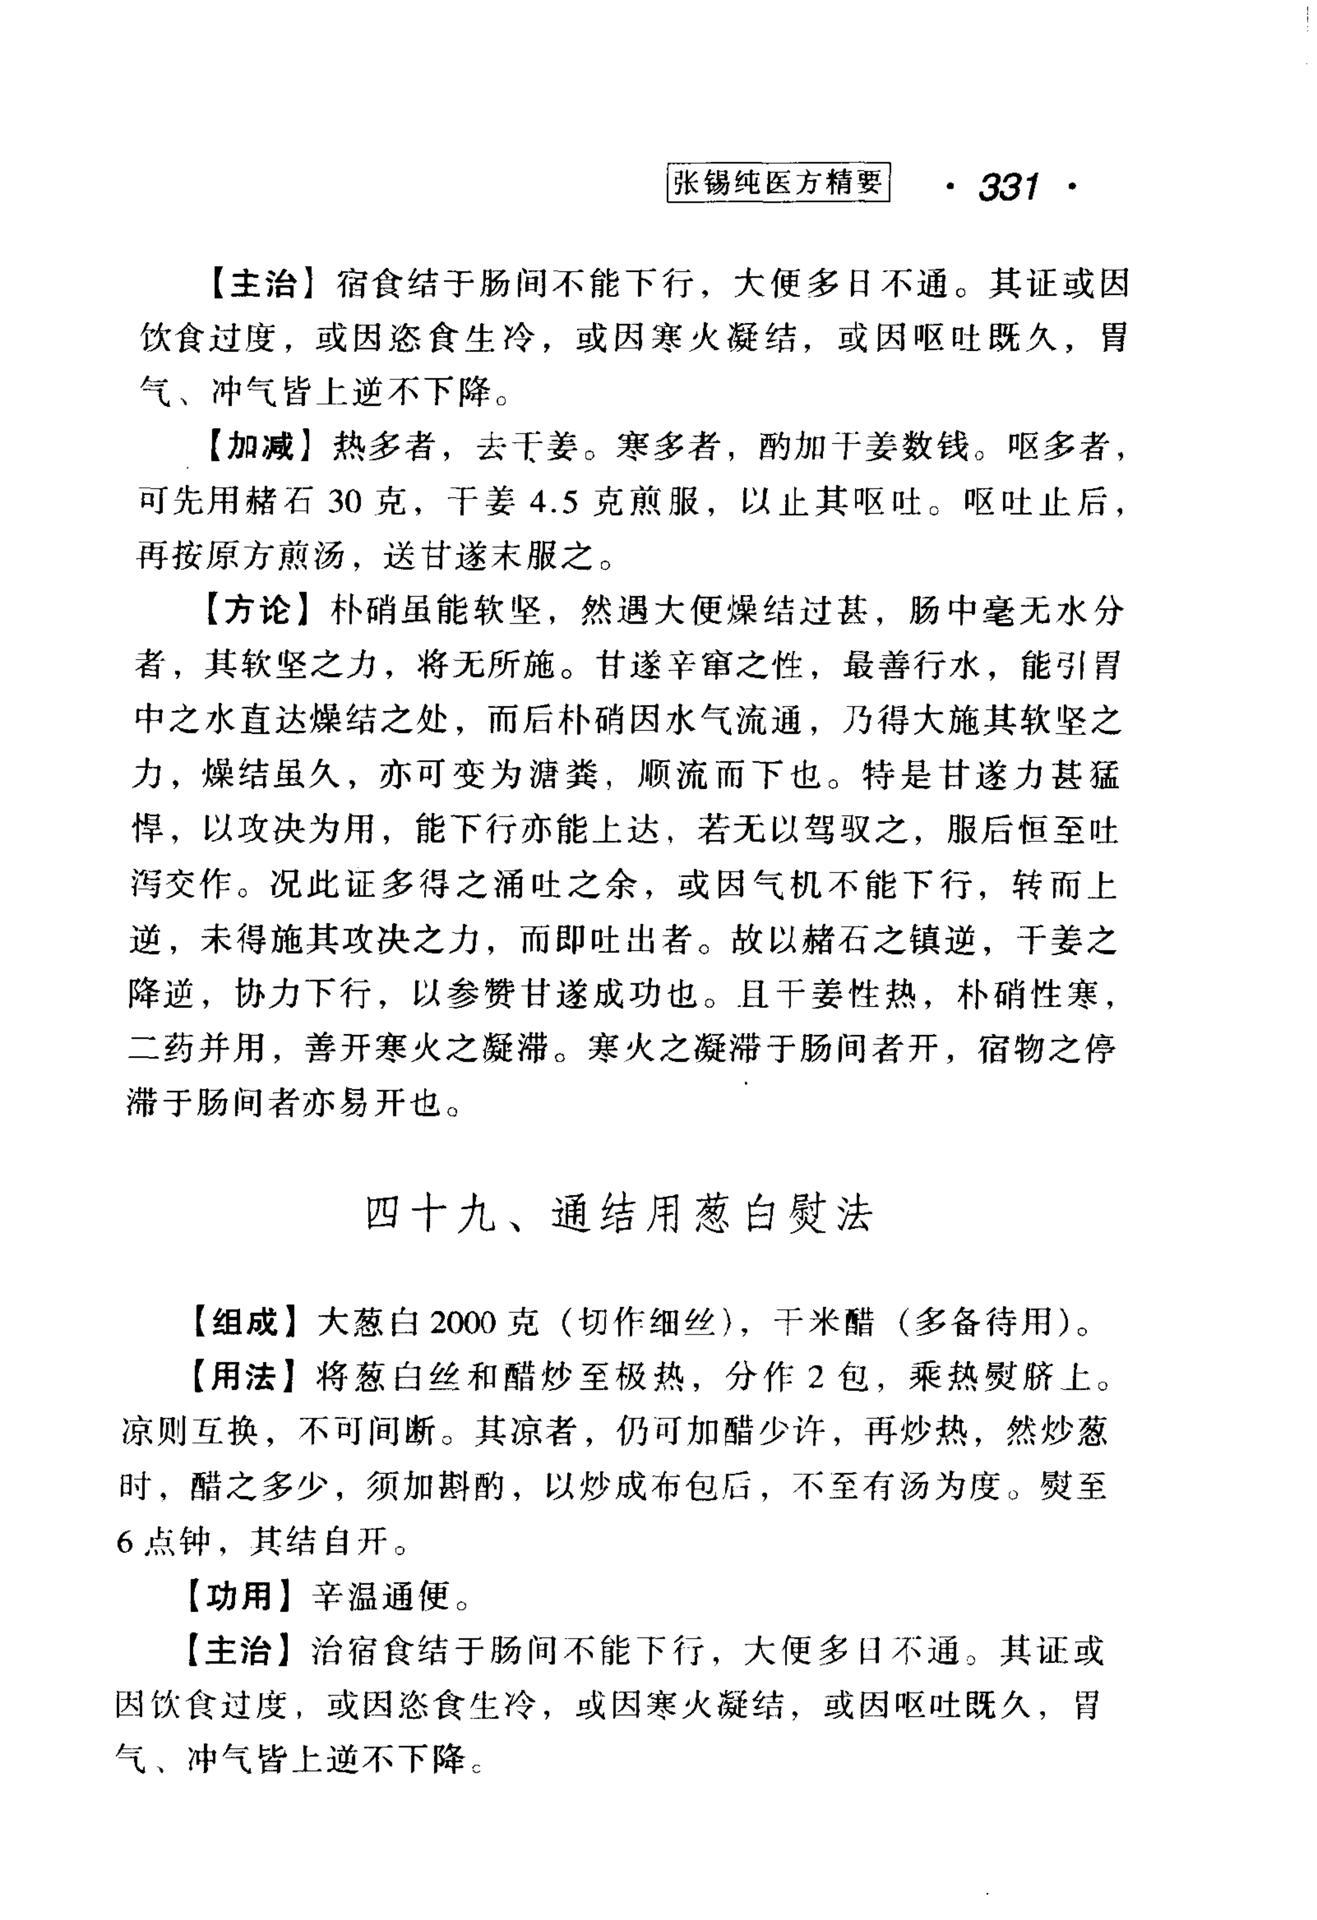 张锡纯医方精要 · 331 ·
【主治】宿食结于肠间不能下行，大便多日不通。其证或因
饮食过度，或因恣食生冷，或因寒火凝结，或因呕吐既久，胃
气、冲气皆上逆不下降。
【加减】热多者，去干姜。寒多者，酌加干姜数钱。呕多者，
可先用赭石 30 克，干姜 4.5 克煎服，以止其呕吐。呕吐止后，
再按原方煎汤，送甘遂末服之。
【方论】朴硝虽能软坚，然遇大便燥结过甚，肠中毫无水分
者，其软坚之力，将无所施。甘遂辛窜之性，最善行水，能引胃
中之水直达燥结之处，而后朴硝因水气流通，乃得大施其软坚之
力，燥结虽久，亦可变为溏粪，顺流而下也。特是甘遂力甚猛
悍，以攻决为用，能下行亦能上达，若无以驾驭之，服后恒至吐
泻交作。况此证多得之涌吐之余，或因气机不能下行，转而上
逆，未得施其攻决之力，而即吐出者。故以赭石之镇逆，干姜之
降逆，协力下行，以参赞甘遂成功也。且干姜性热，朴硝性寒，
二药并用，善开寒火之凝滞。寒火之凝滞于肠间者开，宿物之停
滞于肠间者亦易开也。
四十九、通结用葱白熨法
【组成】大葱白 2000 克（切作细丝），干米醋（多备待用）。
【用法】将葱白丝和醋炒至极热，分作 2 包，乘热熨脐上。
凉则互换，不可间断。其凉者，仍可加醋少许，再炒热，然炒葱
时，醋之多少，须加斟酌，以炒成布包后，不至有汤为度。熨至
6 点钟，其结自开。
【功用】辛温通便。
【主治】治宿食结于肠间不能下行，大便多日不通。其证或
因饮食过度，或因恣食生冷，或因寒火凝结，或因呕吐既久，胃
气、冲气皆上逆不下降。